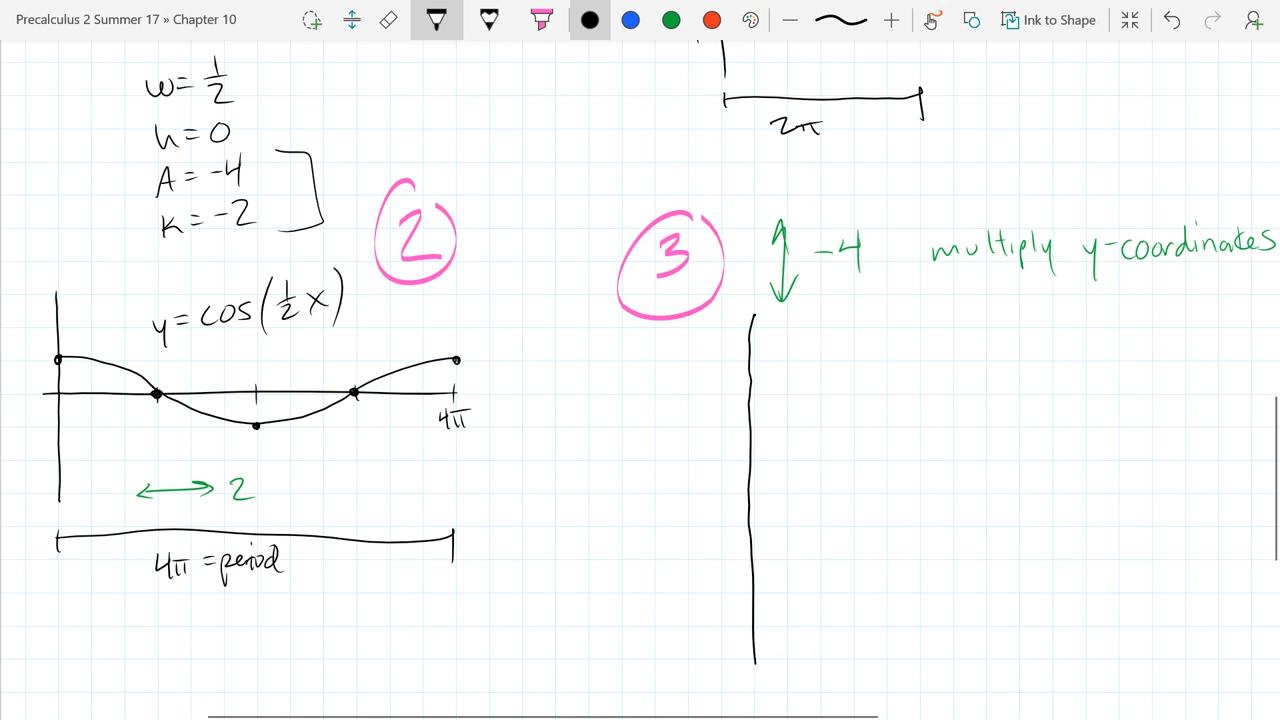 Precalculus 2 Summer 17 » Chapter 10
Ink to Shape
w = 1/2
h = 0
A = -4
K = -2
2
y = cos(1/2 x)
4π
2
4π = period
2π
3
-4 multiply y-coordinates